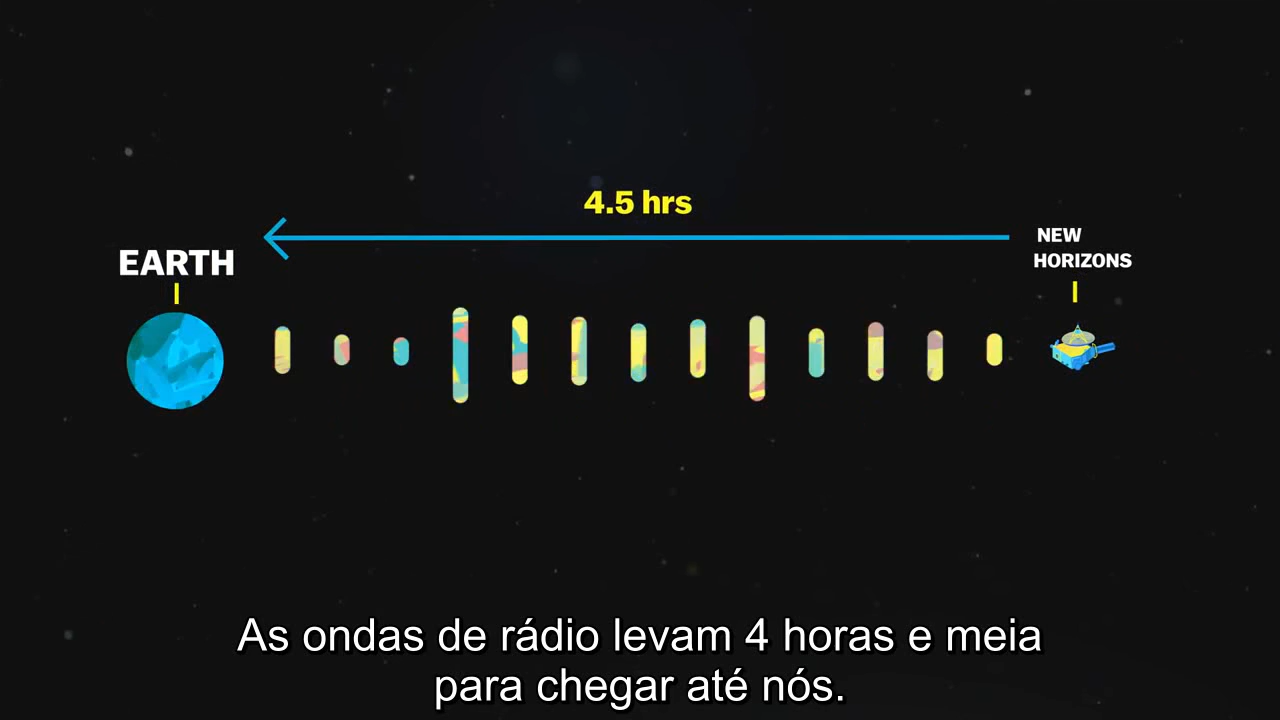 4.5 hrs
EARTH
NEW
HORIZONS
As ondas de rádio levam 4 horas e meia
para chegar até nós.